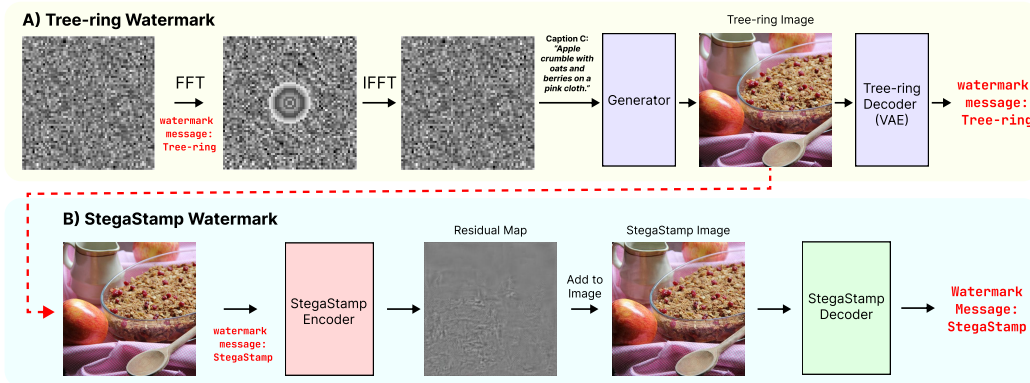 A) Tree-ring Watermark
FFT
watermark
message:
Tree-ring
IFFT
Caption C:
"Apple
crumble with
oats and
berries on a
pink cloth."
Generator
Tree-ring Image
Tree-ring
Decoder
(VAE)
watermark
message:
Tree-ring
B) StegaStamp Watermark
watermark
message:
StegaStamp
StegaStamp
Encoder
Residual Map
Add to
Image
StegaStamp Image
StegaStamp
Decoder
Watermark
Message:
StegaStamp